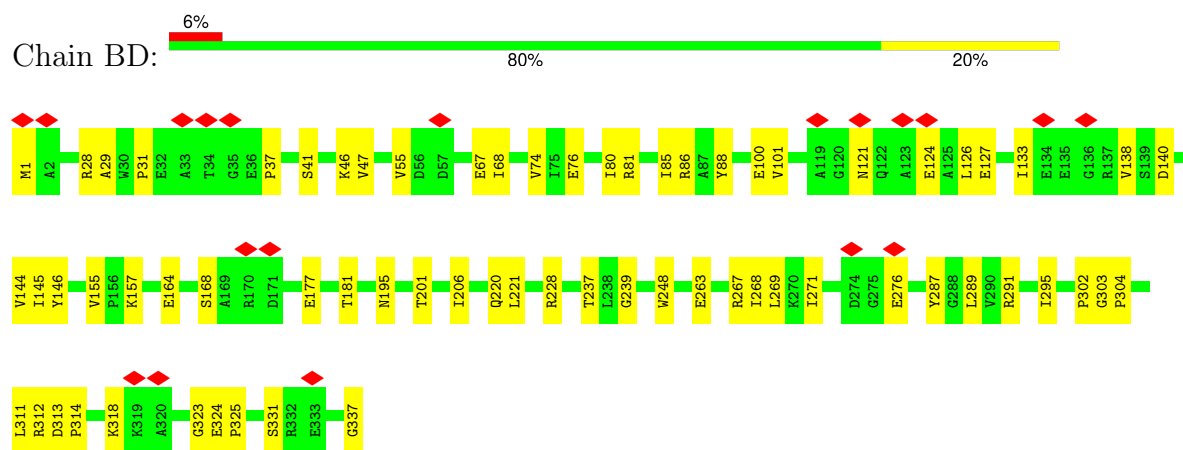 6%
Chain BD:
80% 20%
M1 A2 R28 A29 W30 P31 E32 A33 T34 G35 E36 P37 S41 K46 V47 V55 D56 D57 E67 I68 V74 I75 E76 I80 R81 I85 R86 A87 Y88 E100 V101 A119 G120 N121 Q122 A123 E124 A125 L126 E127 I133 E134 E135 G136 R137 V138 S139 D140
V144 I145 Y146 V155 P156 K157 E164 S168 A169 R170 D171 E177 T181 N195 T201 I206 Q220 L221 R228 T237 L238 G239 W248 E263 R267 I268 L269 K270 I271 D274 G275 E276 Y287 G288 L289 V290 R291 I295 P302 G303 P304
L311 R312 D313 P314 K318 K319 A320 G323 E324 P325 S331 R332 E333 G337